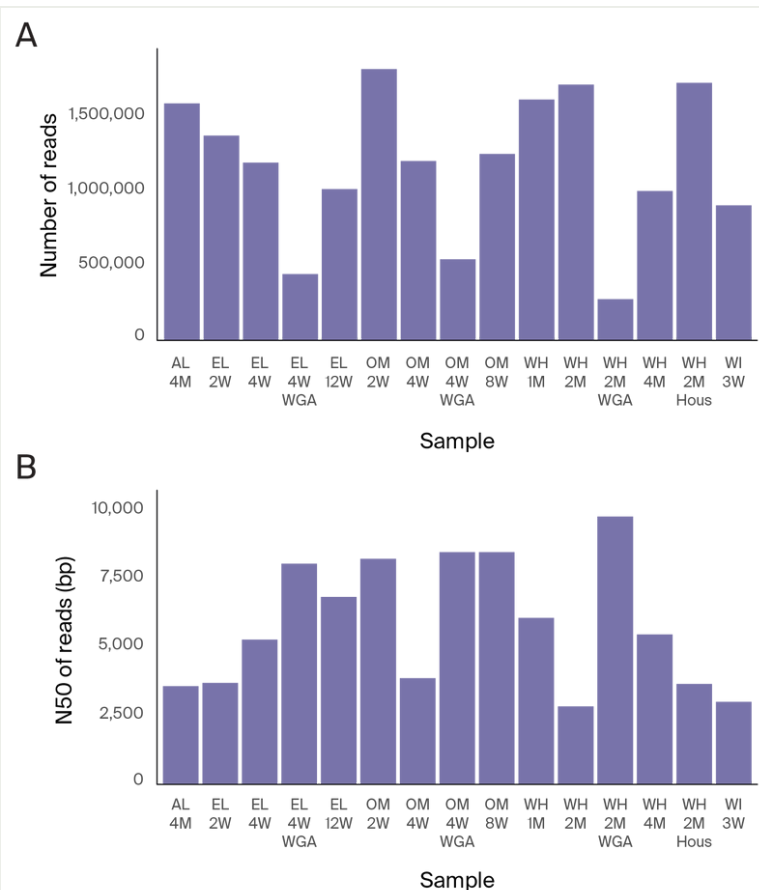 A
Number of reads
1,500,000
1,000,000
500,000
0
AL EL EL EL EL OM OM OM OM WH WH WH WH WH WI
4M 2W 4W 4W 12W 2W 4W 4W 8W 1M 2M 2M 4M 2M 3W
WGA WGA WGA Hous
Sample
B
N50 of reads (bp)
10,000
7,500
5,000
2,500
0
AL EL EL EL EL OM OM OM OM WH WH WH WH WH WI
4M 2W 4W 4W 12W 2W 4W 4W 8W 1M 2M 2M 4M 2M 3W
WGA WGA WGA Hous
Sample